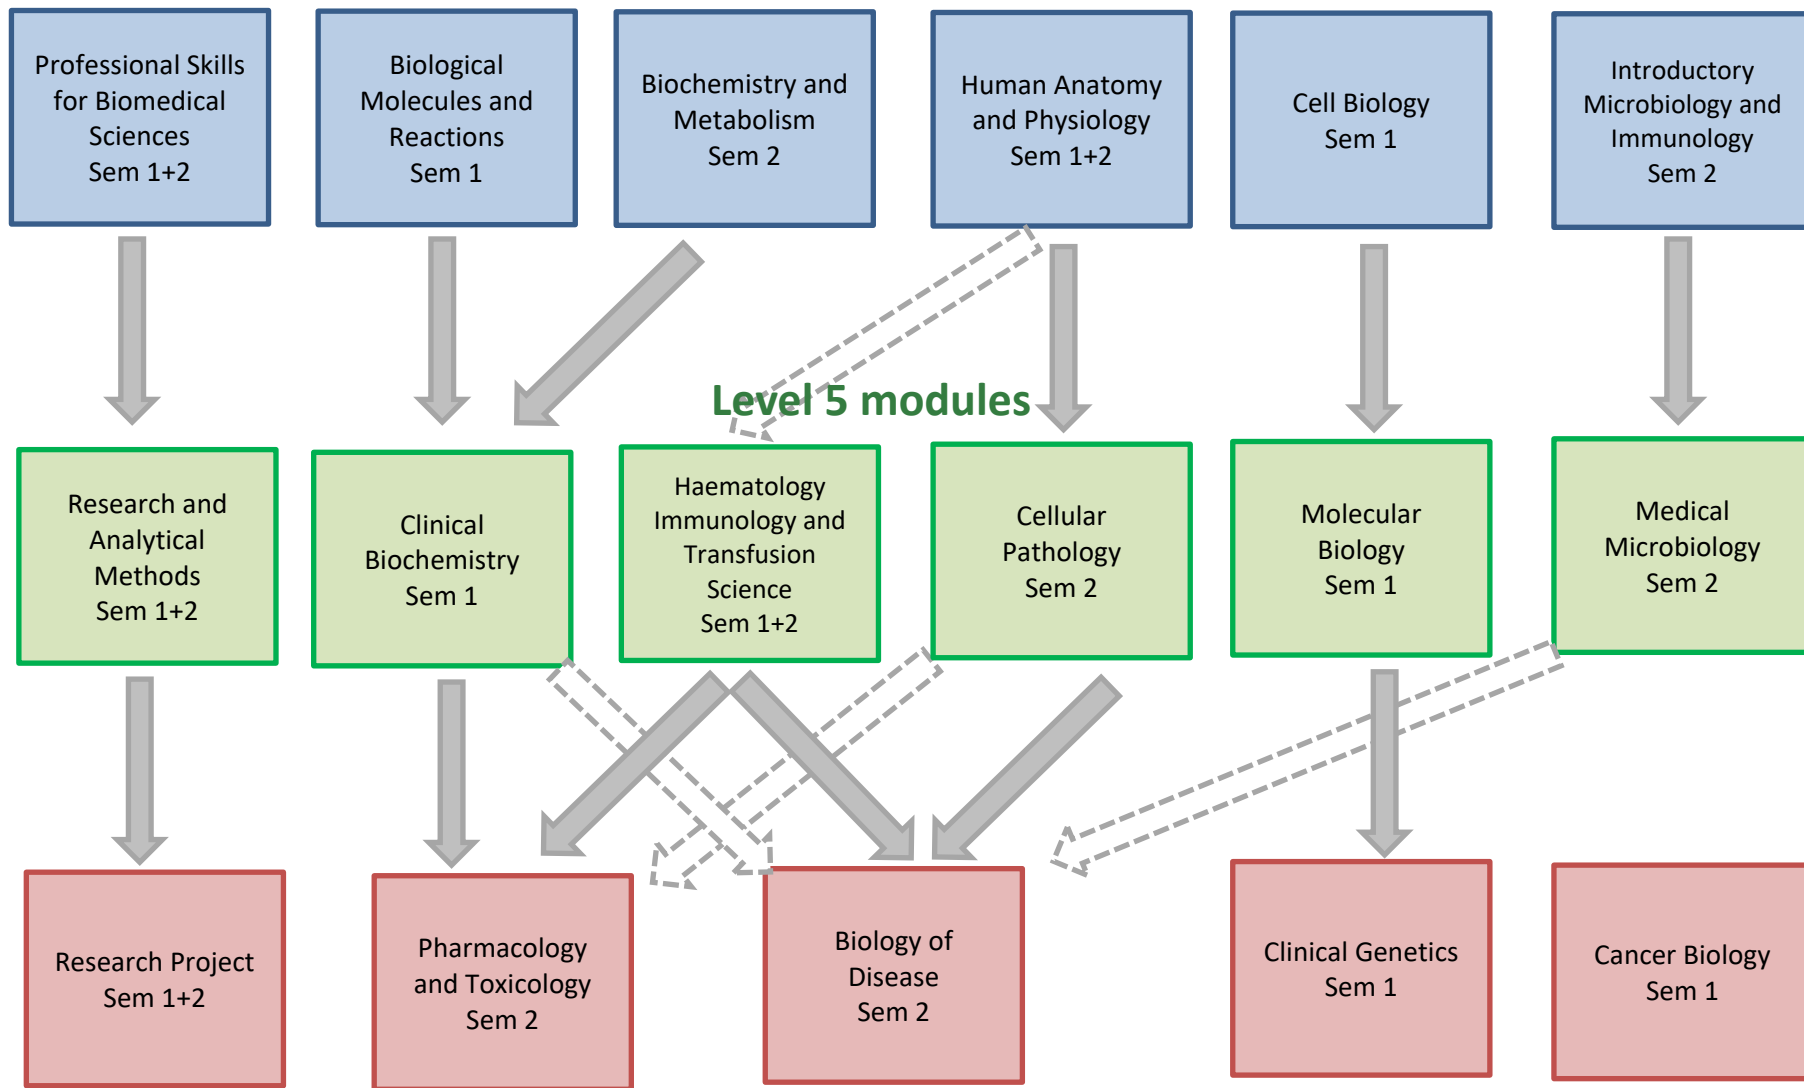 Professional Skills
for Biomedical
Sciences
Sem 1+2
Biological
Molecules and
Reactions
Sem 1
Biochemistry and
Metabolism
Sem 2
Human Anatomy
and Physiology
Sem 1+2
Cell Biology
Sem 1
Introductory
Microbiology and
Immunology
Sem 2
Level 5 modules
Research and
Analytical
Methods
Sem 1+2
Clinical
Biochemistry
Sem 1
Haematology
Immunology and
Transfusion
Science
Sem 1+2
Cellular
Pathology
Sem 2
Molecular
Biology
Sem 1
Medical
Microbiology
Sem 2
Research Project
Sem 1+2
Pharmacology
and Toxicology
Sem 2
Biology of
Disease
Sem 2
Clinical Genetics
Sem 1
Cancer Biology
Sem 1